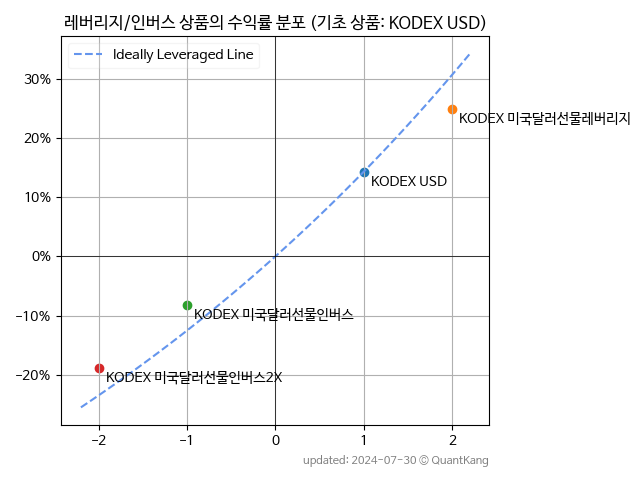 레버리지/인버스 상품의 수익률 분포 (기초 상품: KODEX USD)
Ideally Leveraged Line
30%
20%
10%
0%
−10%
−20%
KODEX 미국달러선물레버리지
KODEX USD
KODEX 미국달러선물인버스
KODEX 미국달러선물인버스2X
−2
−1
0
1
2
updated: 2024-07-30 © QuantKang